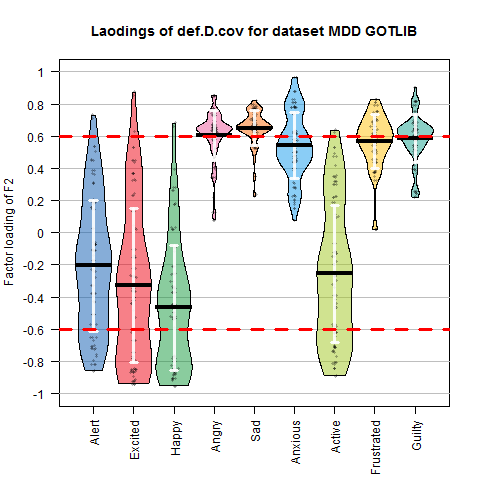 Laodings of def.D.cov for dataset MDD GOTLIB
Factor loading of F2
1
0.8
0.6
0.4
0.2
0
-0.2
-0.4
-0.6
-0.8
-1
Alert
Excited
Happy
Angry
Sad
Anxious
Active
Frustrated
Guilty